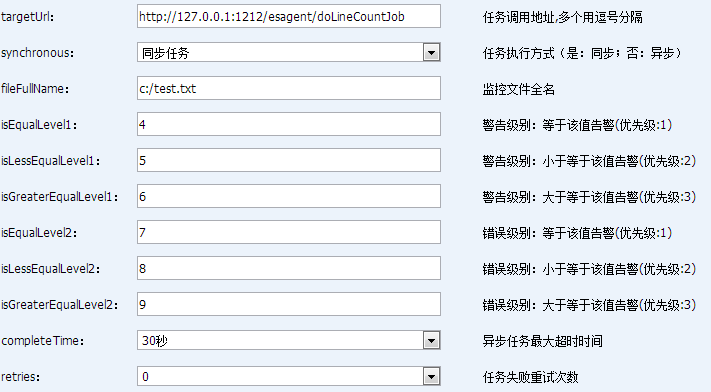 targetUrl: http://127.0.0.1:1212/esagent/doLineCountJob 任务调用地址,多个用逗号分隔
synchronous: 同步任务 任务执行方式（是：同步；否：异步）
fileFullName: c:/test.txt 监控文件全名
isEqualLevel1: 4 警告级别：等于该值告警(优先级:1)
isLessEqualLevel1: 5 警告级别：小于等于该值告警(优先级:2)
isGreaterEqualLevel1: 6 警告级别：大于等于该值告警(优先级:3)
isEqualLevel2: 7 错误级别：等于该值告警(优先级:1)
isLessEqualLevel2: 8 错误级别：小于等于该值告警(优先级:2)
isGreaterEqualLevel2: 9 错误级别：大于等于该值告警(优先级:3)
completeTime: 30秒 异步任务最大超时时间
retries: 0 任务失败重试次数